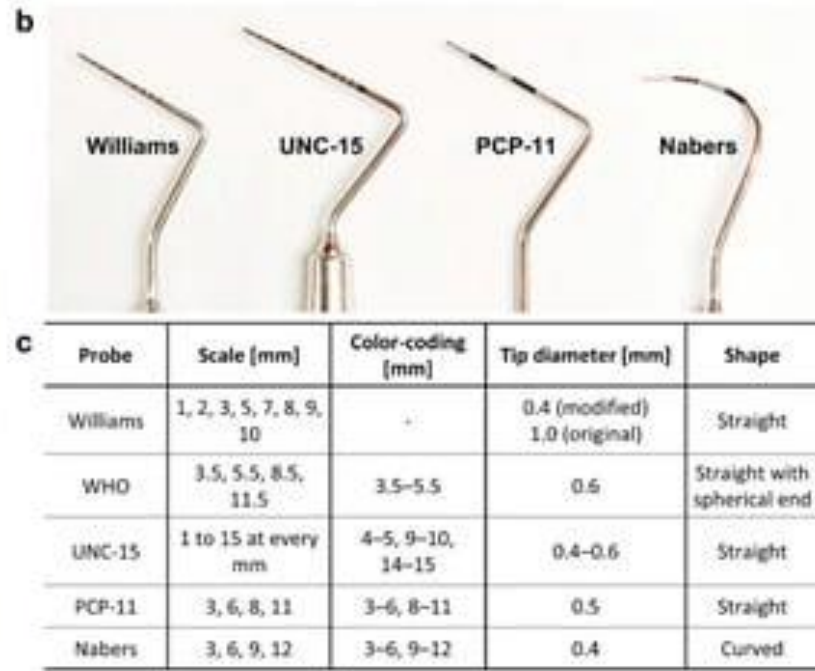 b
Williams
UNC-15
PCP-11
Nabers
c
Probe Scale [mm] Color-coding [mm] Tip diameter [mm] Shape
Williams 1, 2, 3, 5, 7, 8, 9, 10 - 0.4 (modified) 1.0 (original) Straight
WHO 3.5, 5.5, 8.5, 11.5 3.5–5.5 0.6 Straight with spherical end
UNC-15 1 to 15 at every mm 4–5, 9–10, 14–15 0.4–0.6 Straight
PCP-11 3, 6, 8, 11 3–6, 8–11 0.5 Straight
Nabers 3, 6, 9, 12 3–6, 9–12 0.4 Curved